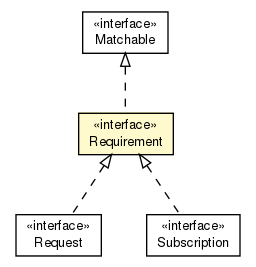 «interface»
Matchable
«interface»
Requirement
«interface»
Request
«interface»
Subscription